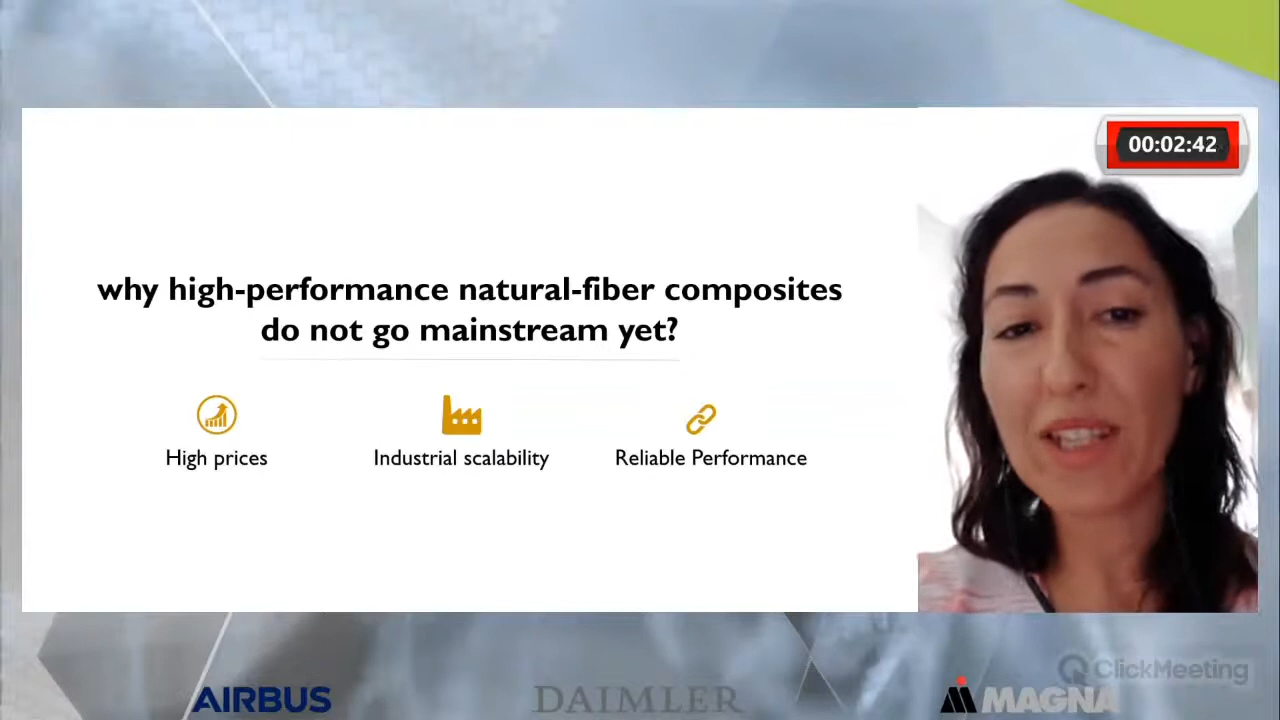 00:02:42
why high-performance natural-fiber composites
do not go mainstream yet?
High prices
Industrial scalability
Reliable Performance
ClickMeeting
AIRBUS
DAIMLER
MAGNA